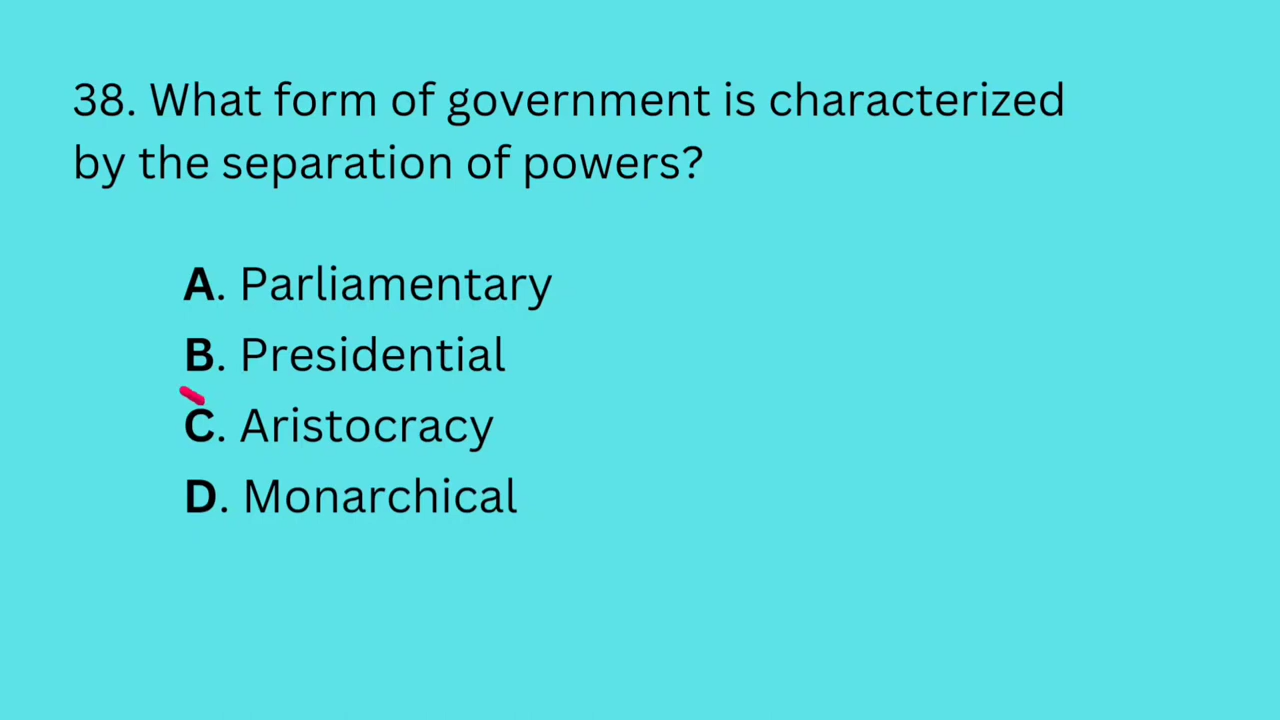 38. What form of government is characterized
by the separation of powers?
A. Parliamentary
B. Presidential
C. Aristocracy
D. Monarchical